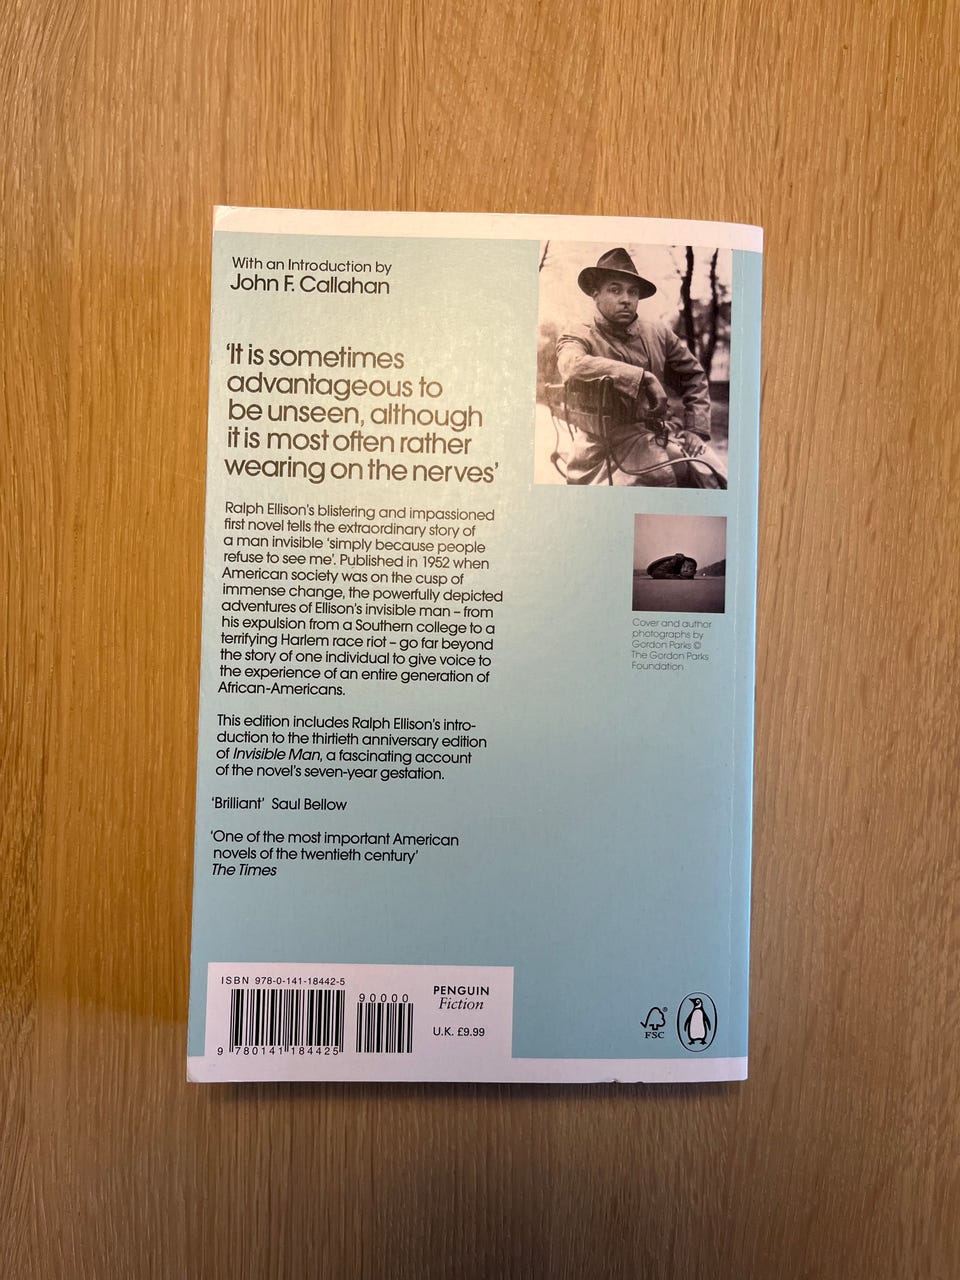 With an Introduction by
John F. Callahan
‘It is sometimes
advantageous to
be unseen, although
it is most often rather
wearing on the nerves’
Ralph Ellison’s blistering and impassioned
first novel tells the extraordinary story of
a man invisible ‘simply because people
refuse to see me’. Published in 1952 when
American society was on the cusp of
immense change, the powerfully depicted
adventures of Ellison’s invisible man – from
his expulsion from a Southern college to a
terrifying Harlem race riot – go far beyond
the story of one individual to give voice to
the experience of an entire generation of
African-Americans.
This edition includes Ralph Ellison’s intro-
duction to the thirtieth anniversary edition
of Invisible Man, a fascinating account
of the novel’s seven-year gestation.
‘Brilliant’ Saul Bellow
‘One of the most important American
novels of the twentieth century’
The Times
Cover and author
photographs by
Gordon Parks ©
The Gordon Parks
Foundation
ISBN 978-0-141-18442-5
90000
9 780141 184425
PENGUIN
Fiction
U.K. £9.99
FSC